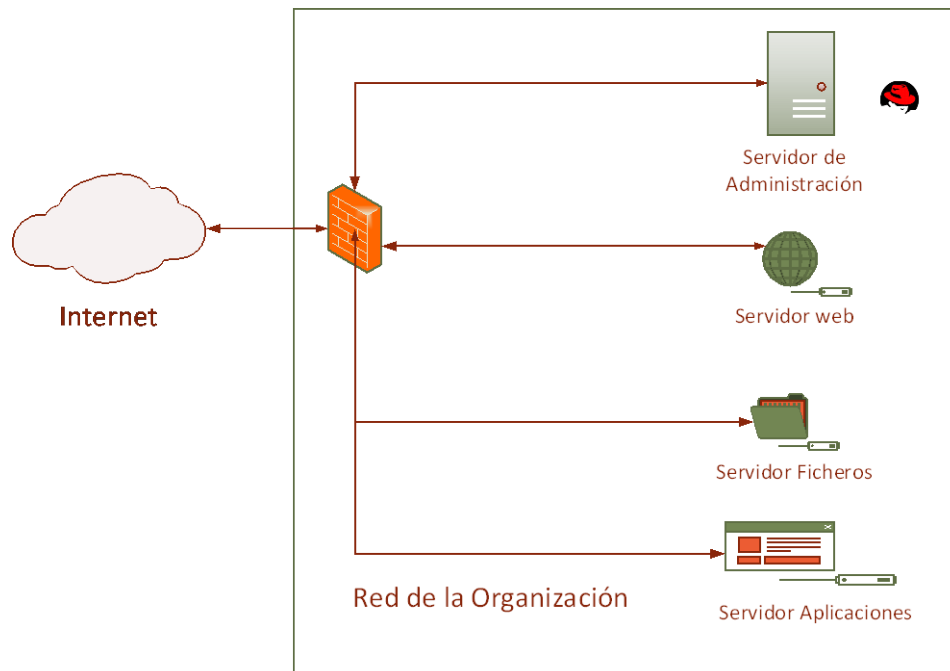 Servidor de
Administración
Internet
Servidor web
Servidor Ficheros
Red de la Organización
Servidor Aplicaciones